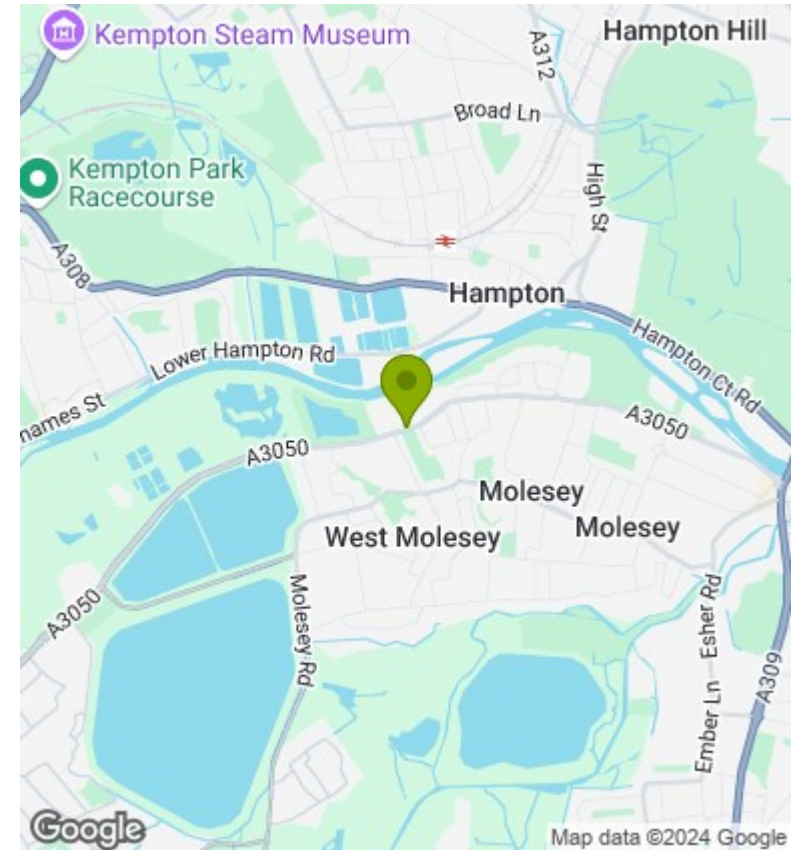 Kempton Steam Museum
Hampton Hill
A312
Broad Ln
Kempton Park
Racecourse
High St
A308
Hampton
Hampton Ct Rd
Lower Hampton Rd
hames St
A3050
A3050
Molesey
West Molesey
Molesey
A3050
Molesey Rd
Esher Rd
A309
Ember Ln
Google
Map data ©2024 Google